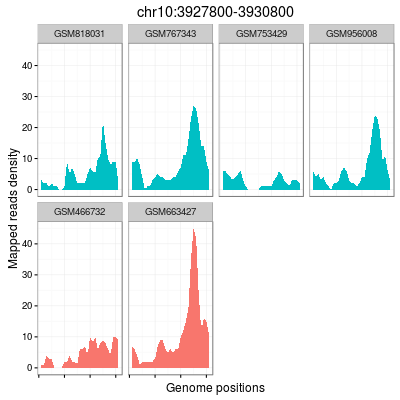 chr10:3927800-3930800
GSM818031 GSM767343 GSM753429 GSM956008
40
30
20
10
0
Mapped reads density
GSM466732 GSM663427
40
30
20
10
0
Genome positions